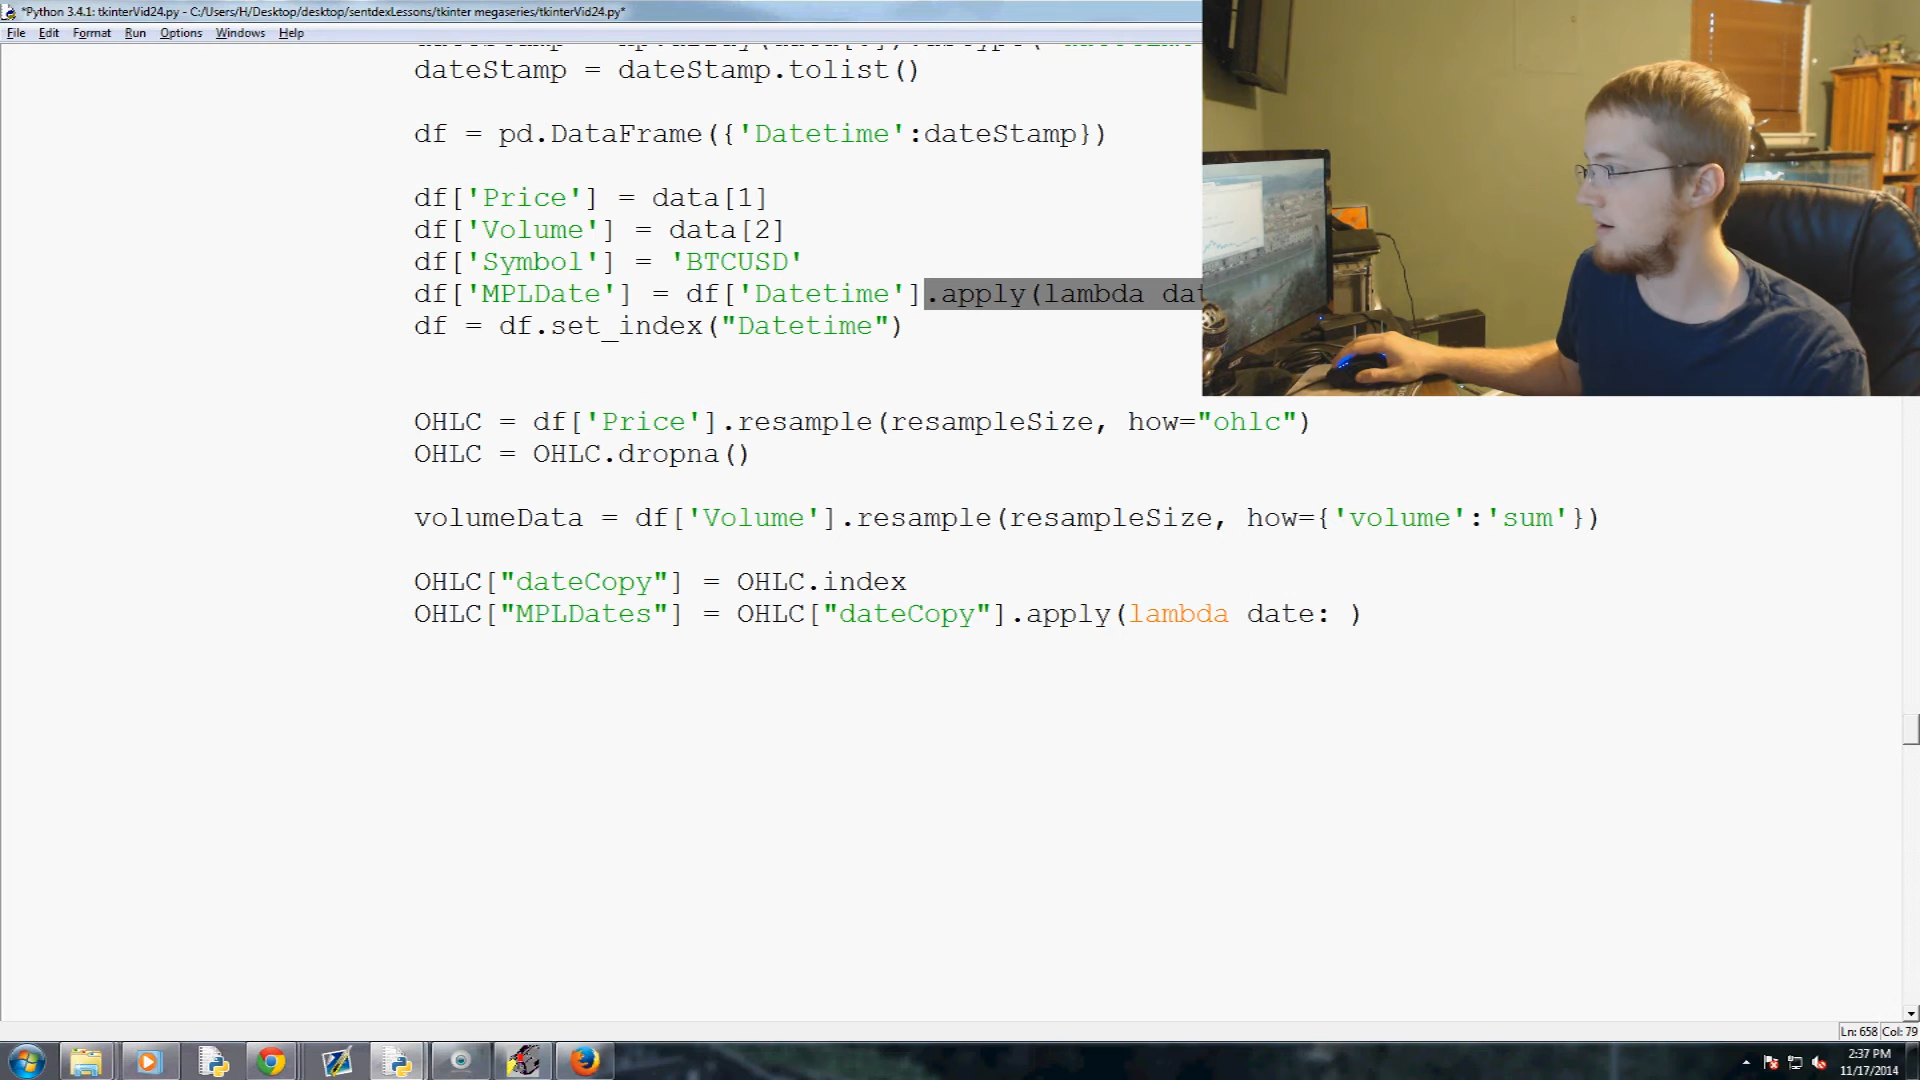 *Python 3.4.1: tkinterVid24.py - C:/Users/H/Desktop/desktop/sentdexLessons/tkinter megaseries/tkinterVid24.py*
File Edit Format Run Options Windows Help
dateStamp = dateStamp.tolist()
df = pd.DataFrame({'Datetime':dateStamp})
df['Price'] = data[1]
df['Volume'] = data[2]
df['Symbol'] = 'BTCUSD'
df['MPLDate'] = df['Datetime'].apply(lambda
df = df.set_index("Datetime")
OHLC = df['Price'].resample(resampleSize, how="ohlc")
OHLC = OHLC.dropna()
volumeData = df['Volume'].resample(resampleSize, how={'volume':'sum'})
OHLC["dateCopy"] = OHLC.index
OHLC["MPLDates"] = OHLC["dateCopy"].apply(lambda date: )
Ln: 658 Col: 79
2:37 PM
11/17/2014